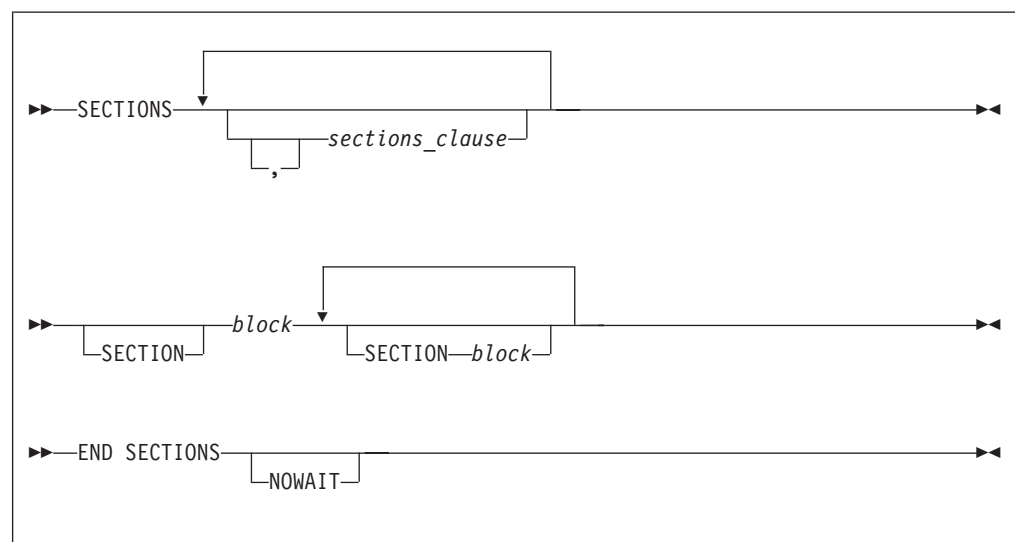 SECTIONS
sections_clause
,
block
SECTION
SECTION block
END SECTIONS
NOWAIT